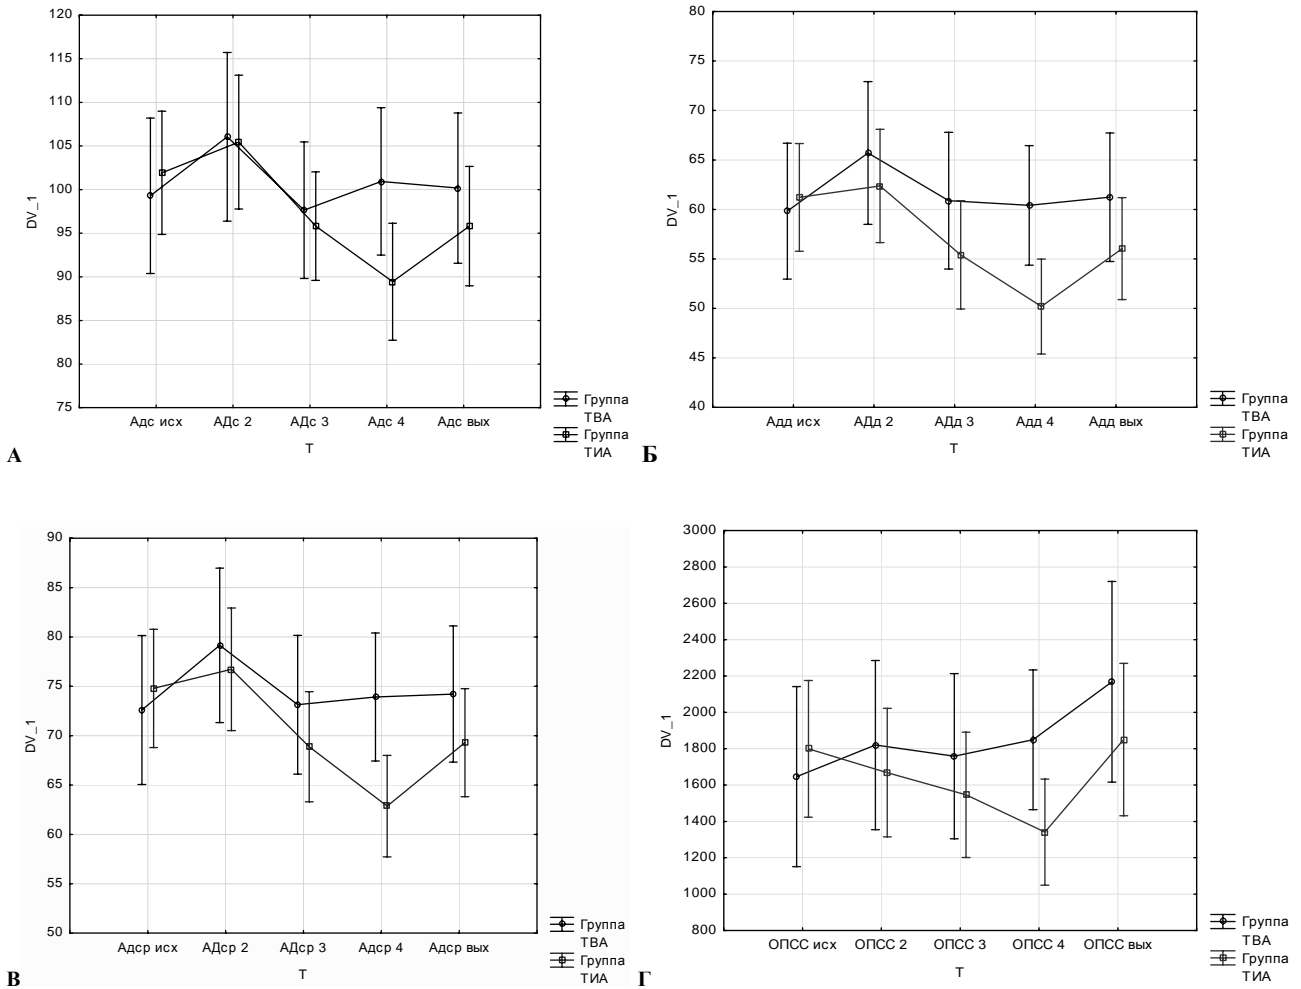 120
115
110
105
100
95
90
85
80
75
DV_1
Адс исх АДс 2 АДс 3 Адс 4 Адс вых
Т
Группа
ТВА
Группа
ТИА
А
80
75
70
65
60
55
50
45
40
DV_1
Адд исх АДд 2 АДд 3 Адд 4 Адд вых
Т
Группа
ТВА
Группа
ТИА
Б
90
85
80
75
70
65
60
55
50
DV_1
Адср исх АДср 2 АДср 3 Адср 4 Адср вых
Т
Группа
ТВА
Группа
ТИА
В
3000
2800
2600
2400
2200
2000
1800
1600
1400
1200
1000
800
DV_1
ОПСС исх ОПСС 2 ОПСС 3 ОПСС 4 ОПСС вых
Т
Группа
ТВА
Группа
ТИА
Г